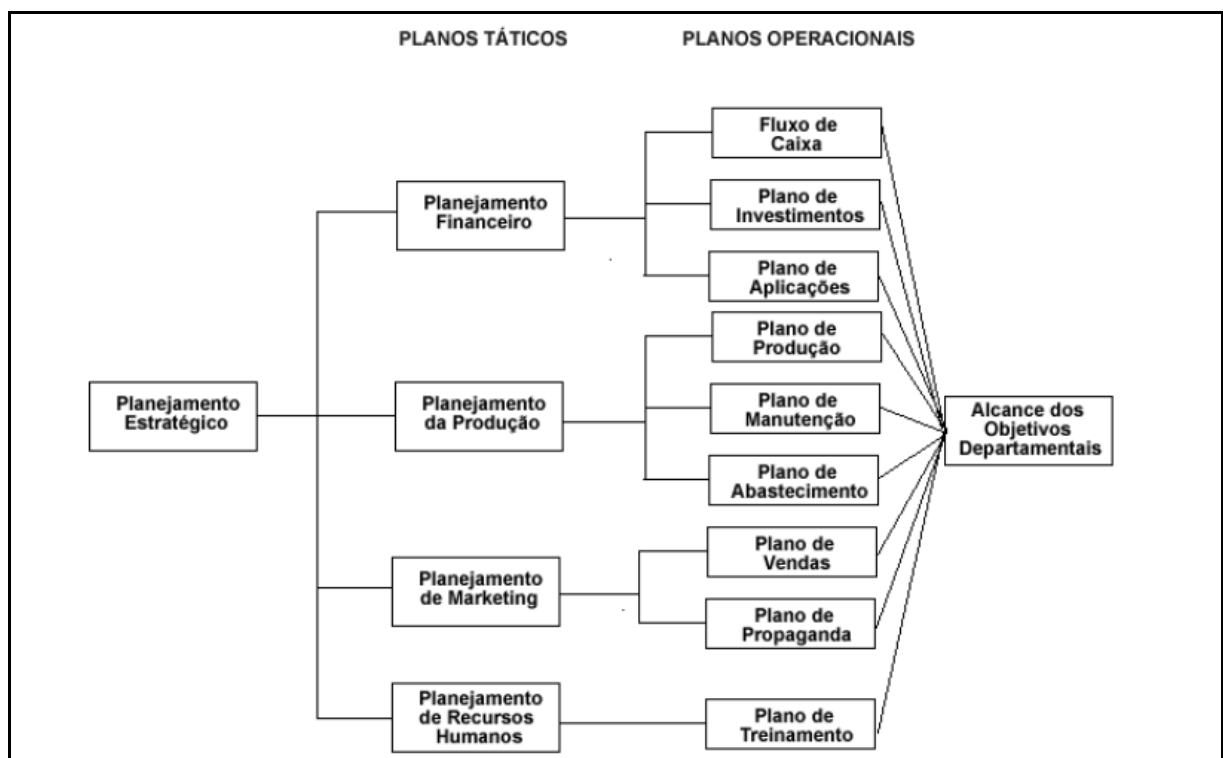 PLANOS TÁTICOS
PLANOS OPERACIONAIS
Fluxo de
Caixa
Planejamento
Financeiro
Plano de
Investimentos
Plano de
Aplicações
Plano de
Produção
Planejamento
Estratégico
Planejamento
da Produção
Plano de
Manutenção
Alcance dos
Objetivos
Departamentais
Plano de
Abastecimento
Plano de
Vendas
Planejamento
de Marketing
Plano de
Propaganda
Planejamento
de Recursos
Humanos
Plano de
Treinamento